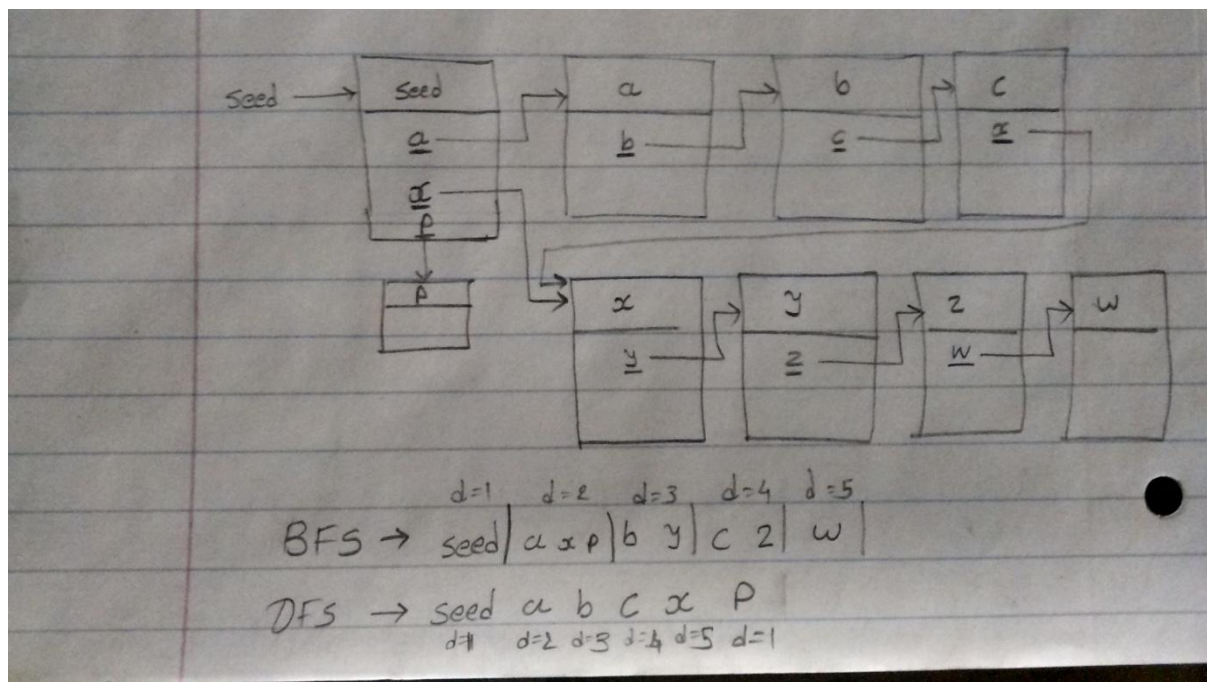 seed → seed a b c
a b c x
x
p
p x y z w
y z w
d=1 d=2 d=3 d=4 d=5
BFS → seed | a x p | b y | c z | w |
DFS → seed a b c x p
d=1 d=2 d=3 d=4 d=5 d=1